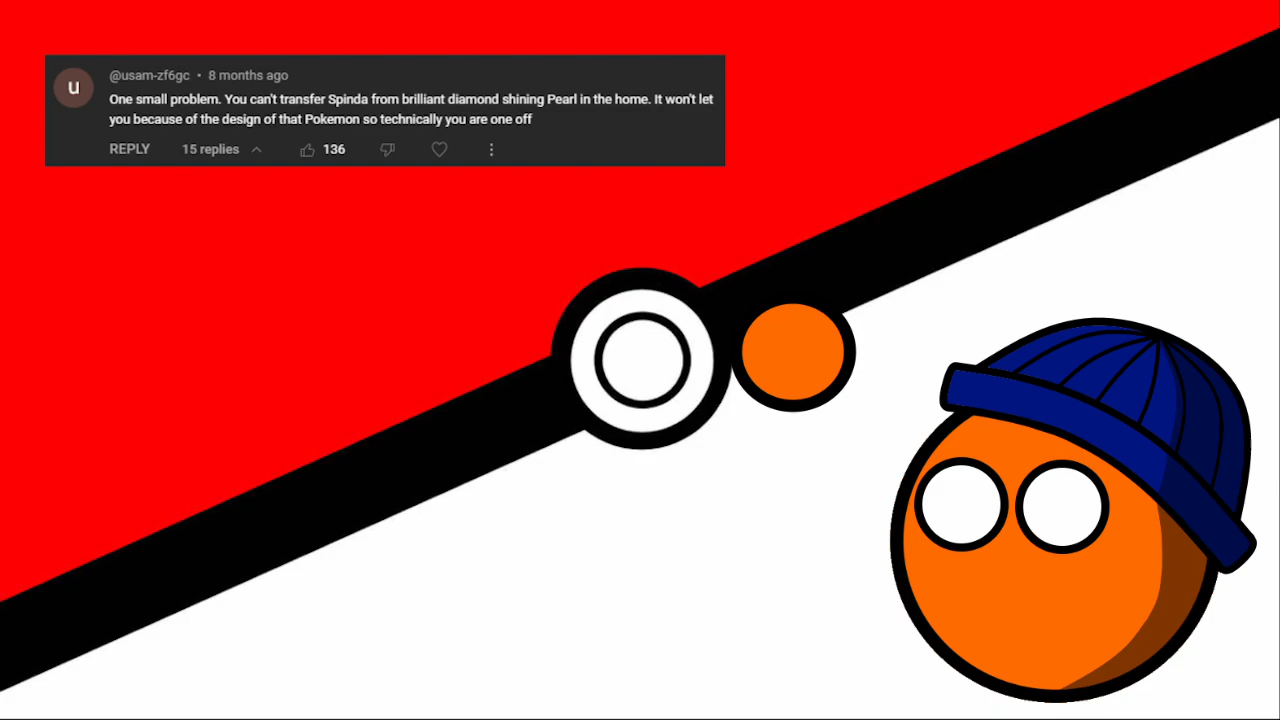 u
@usam-zf6gc • 8 months ago
One small problem. You can't transfer Spinda from brilliant diamond shining Pearl in the home. It won't let
you because of the design of that Pokemon so technically you are one off
REPLY 15 replies 136